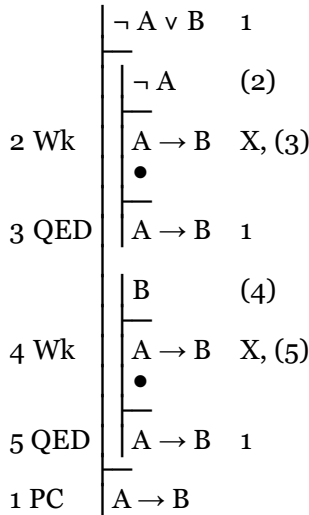 ¬ A ∨ B 1
¬ A (2)
2 Wk A → B X, (3)
●
3 QED A → B 1
B (4)
4 Wk A → B X, (5)
●
5 QED A → B 1
1 PC A → B